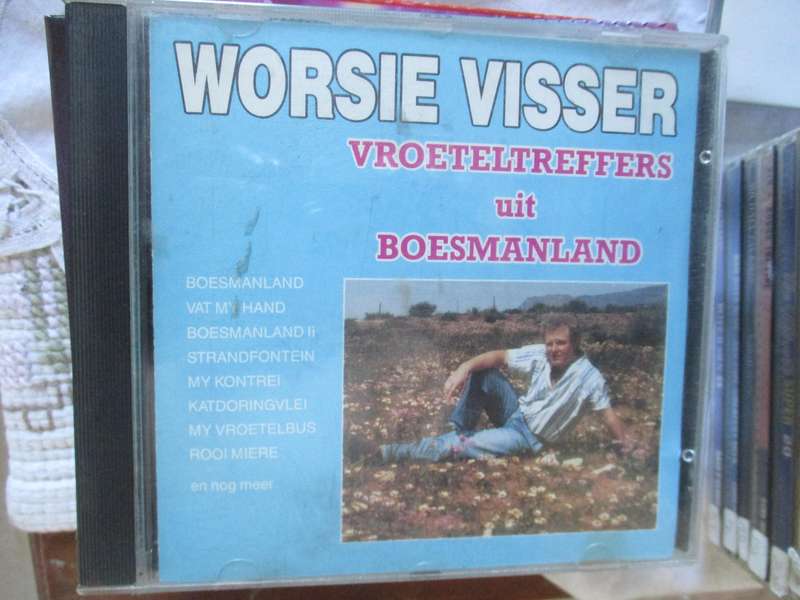 WORSIE VISSER
VROETELTREFFERS
uit
BOESMANLAND
BOESMANLAND
VAT MY HAND
BOESMANLAND Ii
STRANDFONTEIN
MY KONTREI
KATDORINGVLEI
MY VROETELBUS
ROOI MIERE
en nog meer